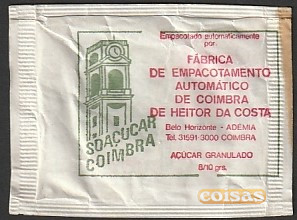 Empacotado automaticamente
por:
FÁBRICA
DE EMPACOTAMENTO
AUTOMÁTICO
DE COIMBRA
DE HEITOR DA COSTA
Belo Horizonte - ADÉMIA
Tel. 31591-3000 COIMBRA
AÇÚCAR GRANULADO
8/10 grs.
SOAÇUCAR
COIMBRA
coisas